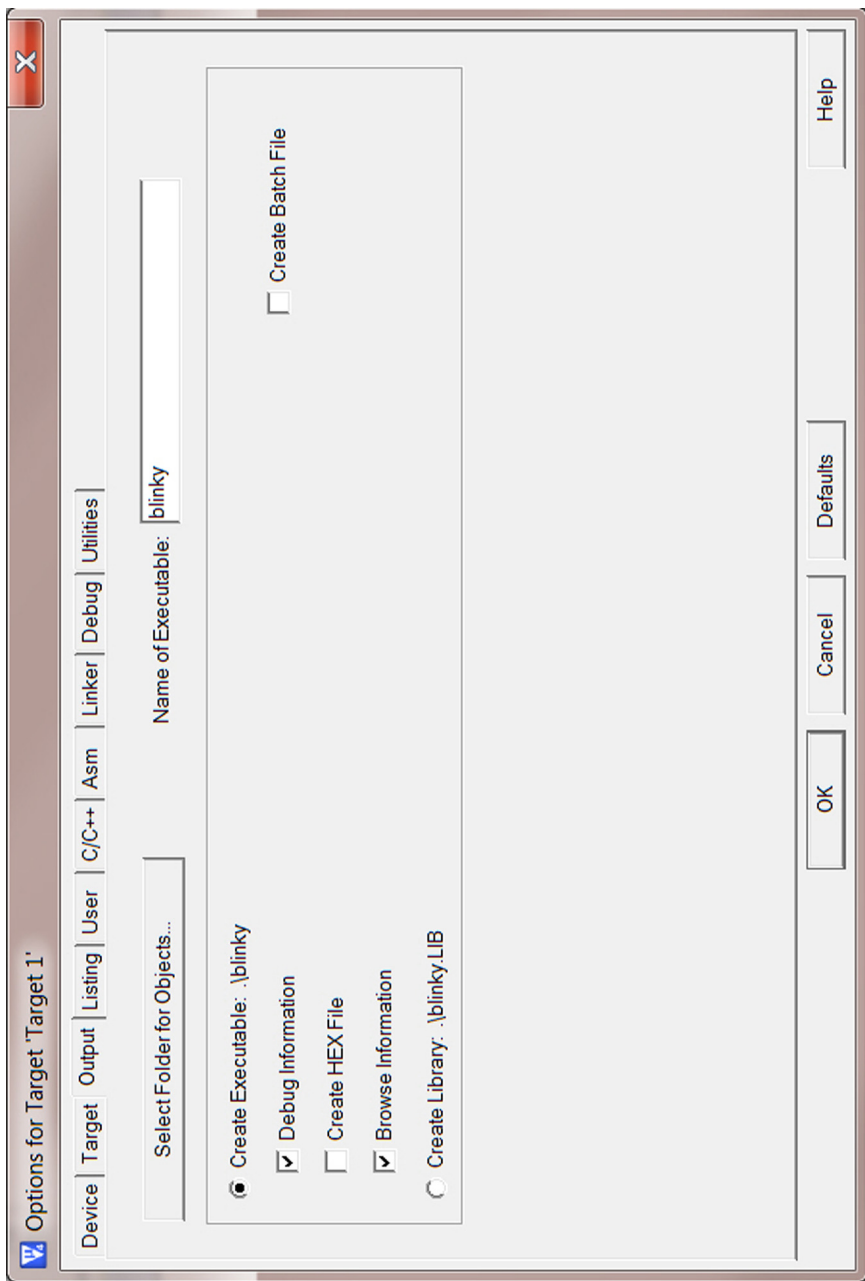 Options for Target 'Target 1'
Device Target Output Listing User C/C++ Asm Linker Debug Utilities
Select Folder for Objects... Name of Executable: blinky
Create Executable: .\blinky
Debug Information Create Batch File
Create HEX File
Browse Information
Create Library: .\blinky.LIB
OK Cancel Defaults Help